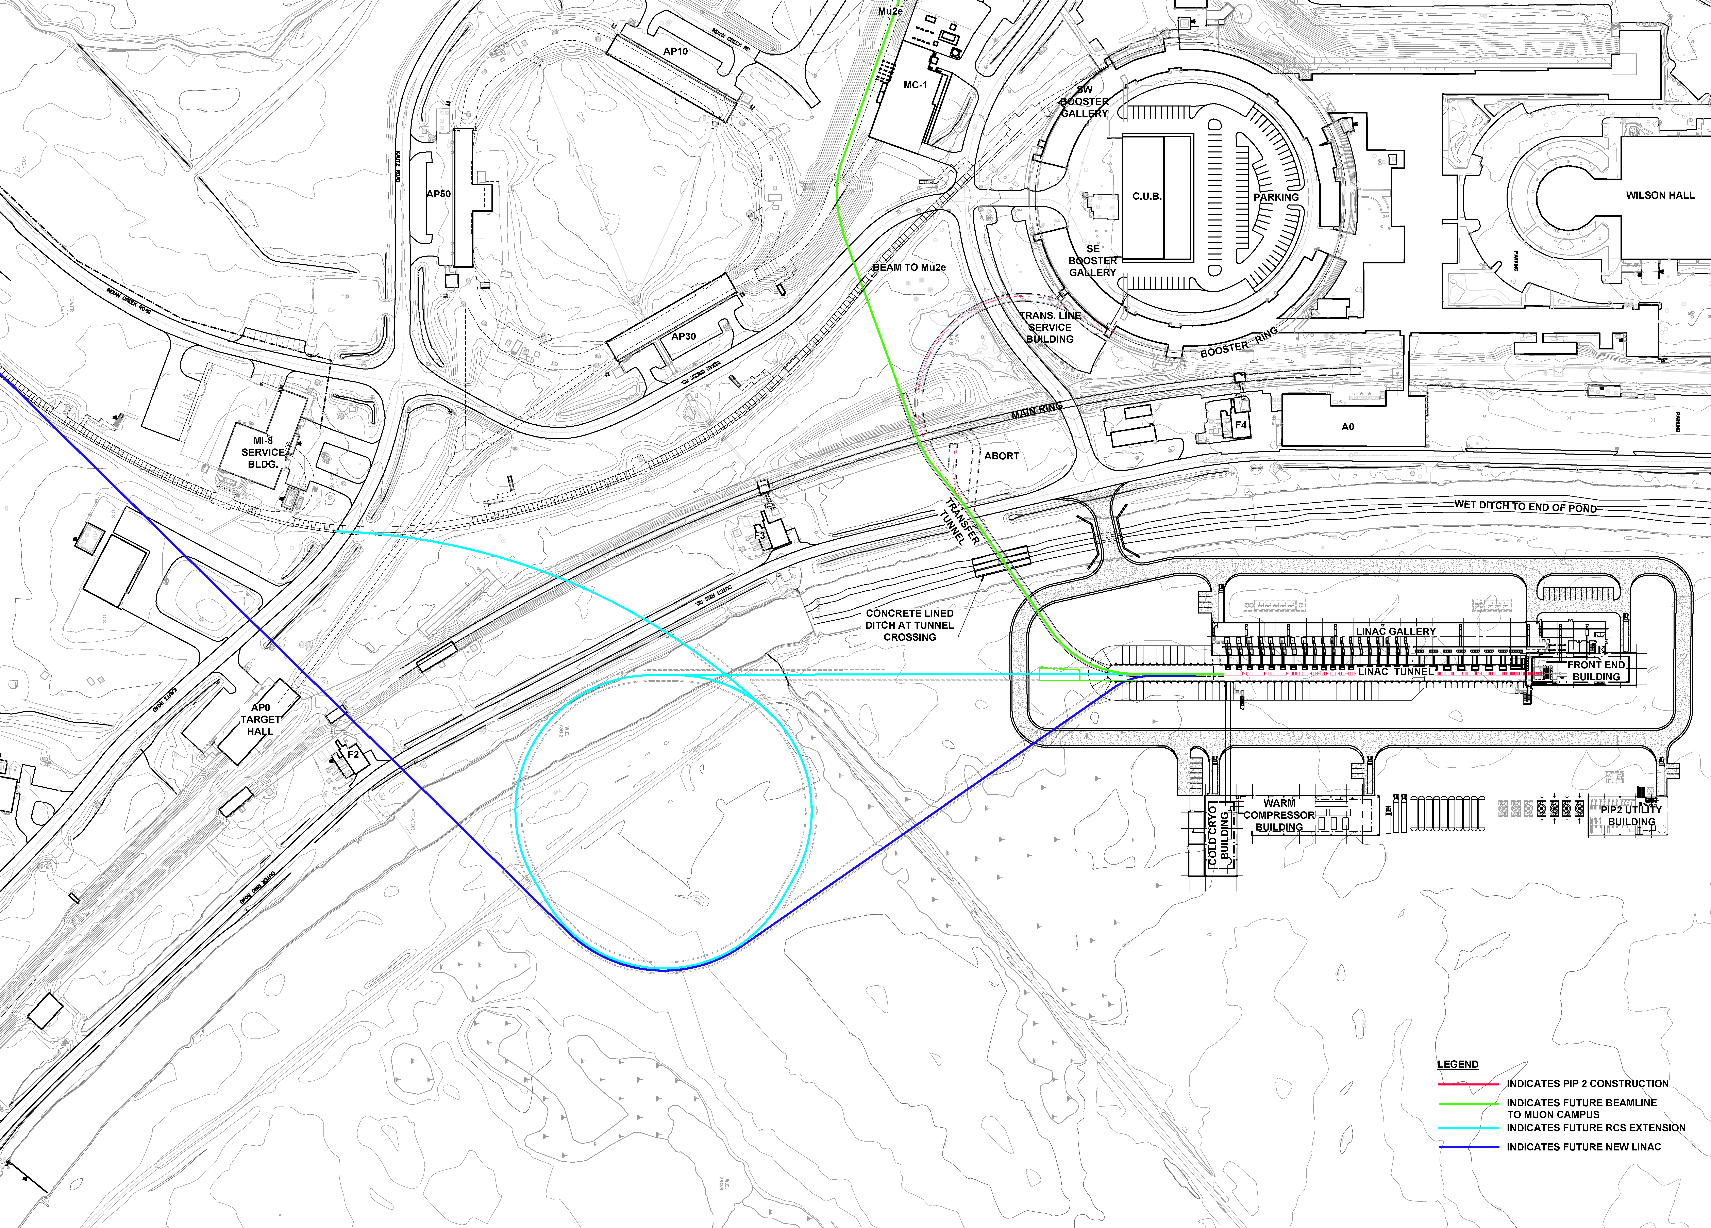 Mu2e
AP10
MC-1
SW
BOOSTER
GALLERY
AP50
C.U.B.
PARKING
WILSON HALL
SE
BOOSTER
GALLERY
BEAM TO Mu2e
TRANS. LINE
SERVICE
BUILDING
AP30
BOOSTER RING
MAIN RING
F4
A0
PARKING
PARKING
MI-8
SERVICE
BLDG.
ABORT
TRANSFER
TUNNEL
WET DITCH TO END OF POND
F3
CONCRETE LINED
DITCH AT TUNNEL
CROSSING
LINAC GALLERY
LINAC TUNNEL
FRONT END
BUILDING
AP0
TARGET
HALL
F2
COLD CRYO
BUILDING
WARM
COMPRESSOR
BUILDING
PIP2 UTILITY
BUILDING
LEGEND
INDICATES PIP 2 CONSTRUCTION
INDICATES FUTURE BEAMLINE
TO MUON CAMPUS
INDICATES FUTURE RCS EXTENSION
INDICATES FUTURE NEW LINAC